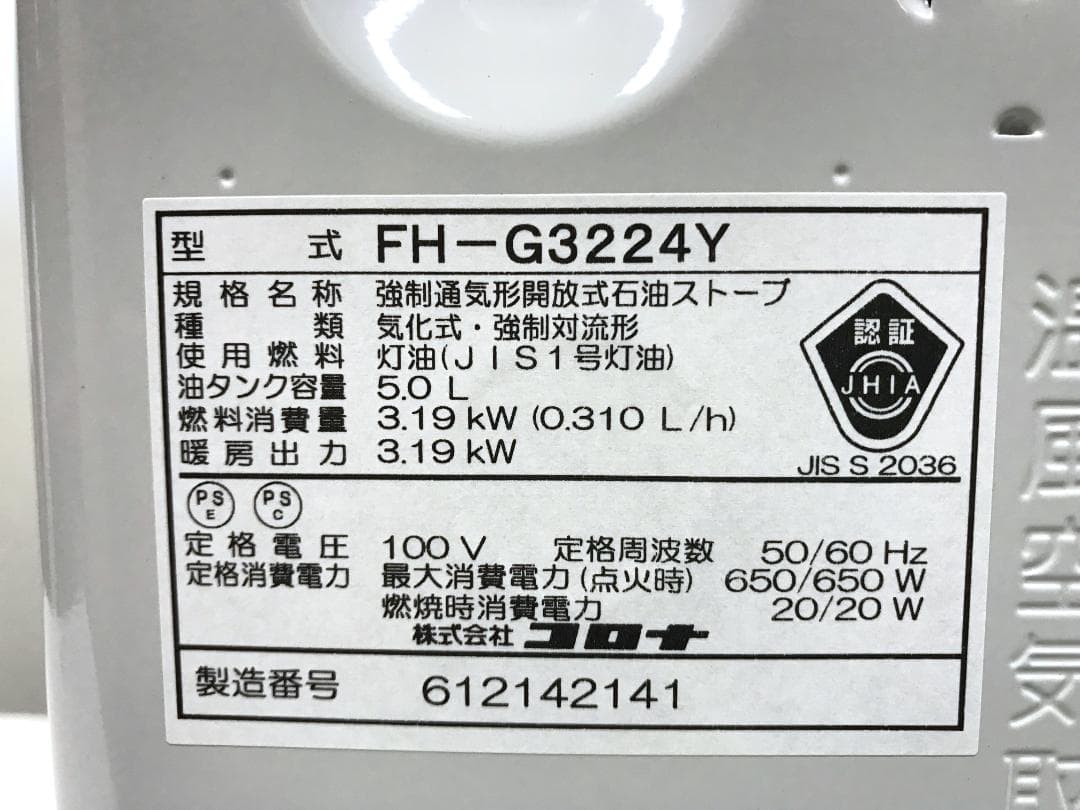 型式 FH-G3224Y
規格名称 強制通気形開放式石油ストーブ
種類 気化式・強制対流形
使用燃料 灯油(JIS1号灯油)
油タンク容量 5.0 L
燃料消費量 3.19 kW (0.310 L/h)
暖房出力 3.19 kW
認証
JHIA
JIS S 2036
PS E PS C
定格電圧 100 V 定格周波数 50/60 Hz
定格消費電力 最大消費電力(点火時) 650/650 W
燃焼時消費電力 20/20 W
株式会社 コロナ
製造番号 612142141
温風空気取